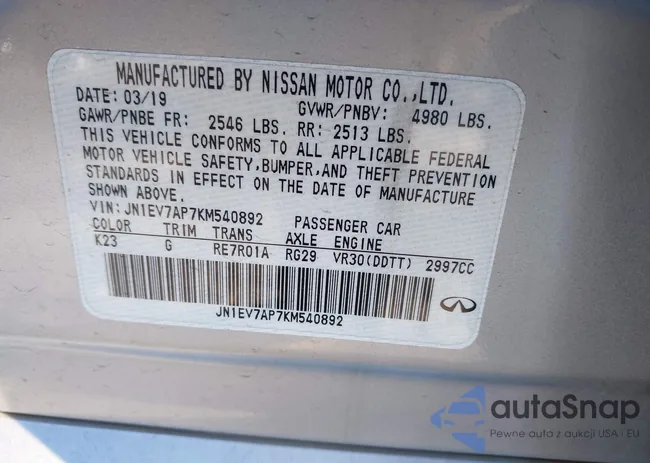 MANUFACTURED BY NISSAN MOTOR CO.,LTD.
DATE: 03/19 GVWR/PNBV: 4980 LBS.
GAWR/PNBE FR: 2546 LBS. RR: 2513 LBS.
THIS VEHICLE CONFORMS TO ALL APPLICABLE FEDERAL
MOTOR VEHICLE SAFETY,BUMPER,AND THEFT PREVENTION
STANDARDS IN EFFECT ON THE DATE OF MANUFACTURE
SHOWN ABOVE.
VIN:JN1EV7AP7KM540892 PASSENGER CAR
COLOR TRIM TRANS AXLE ENGINE
K23 G RE7R01A RG29 VR30(DDTT) 2997CC
JN1EV7AP7KM540892
autaSnap
Pewne auta z aukcji USA i EU